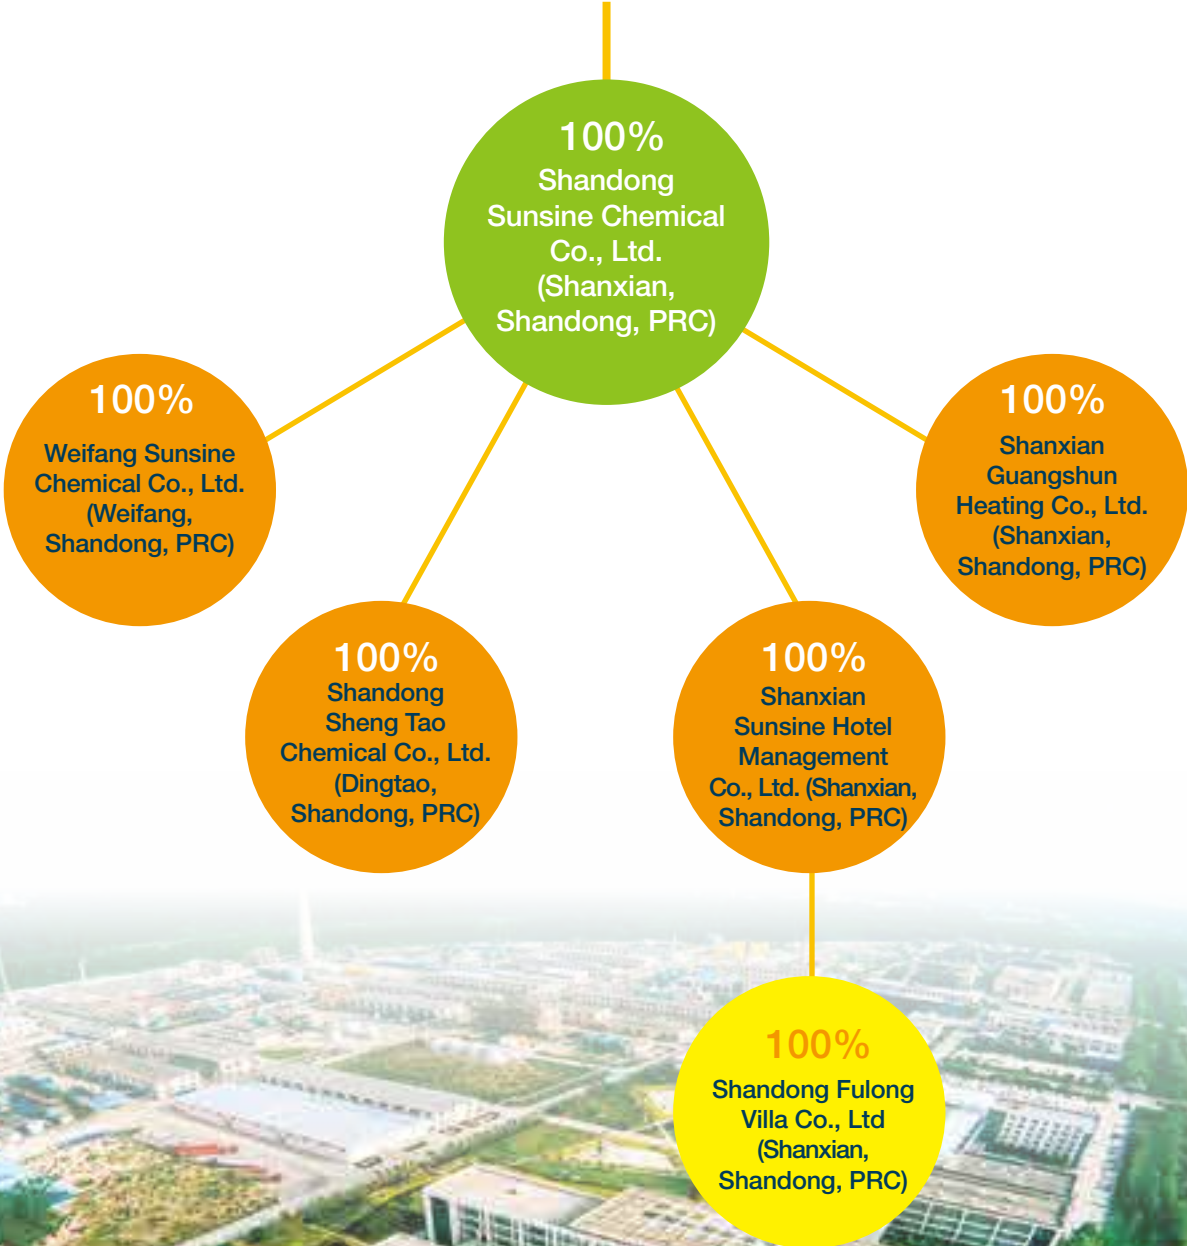 100%
Shandong
Sunsine Chemical
Co., Ltd.
(Shanxian,
Shandong, PRC)
100%
Weifang Sunsine
Chemical Co., Ltd.
(Weifang,
Shandong, PRC)
100%
Shanxian
Guangshun
Heating Co., Ltd.
(Shanxian,
Shandong, PRC)
100%
Shandong
Sheng Tao
Chemical Co., Ltd.
(Dingtao,
Shandong, PRC)
100%
Shanxian
Sunsine Hotel
Management
Co., Ltd. (Shanxian,
Shandong, PRC)
100%
Shandong Fulong
Villa Co., Ltd
(Shanxian,
Shandong, PRC)